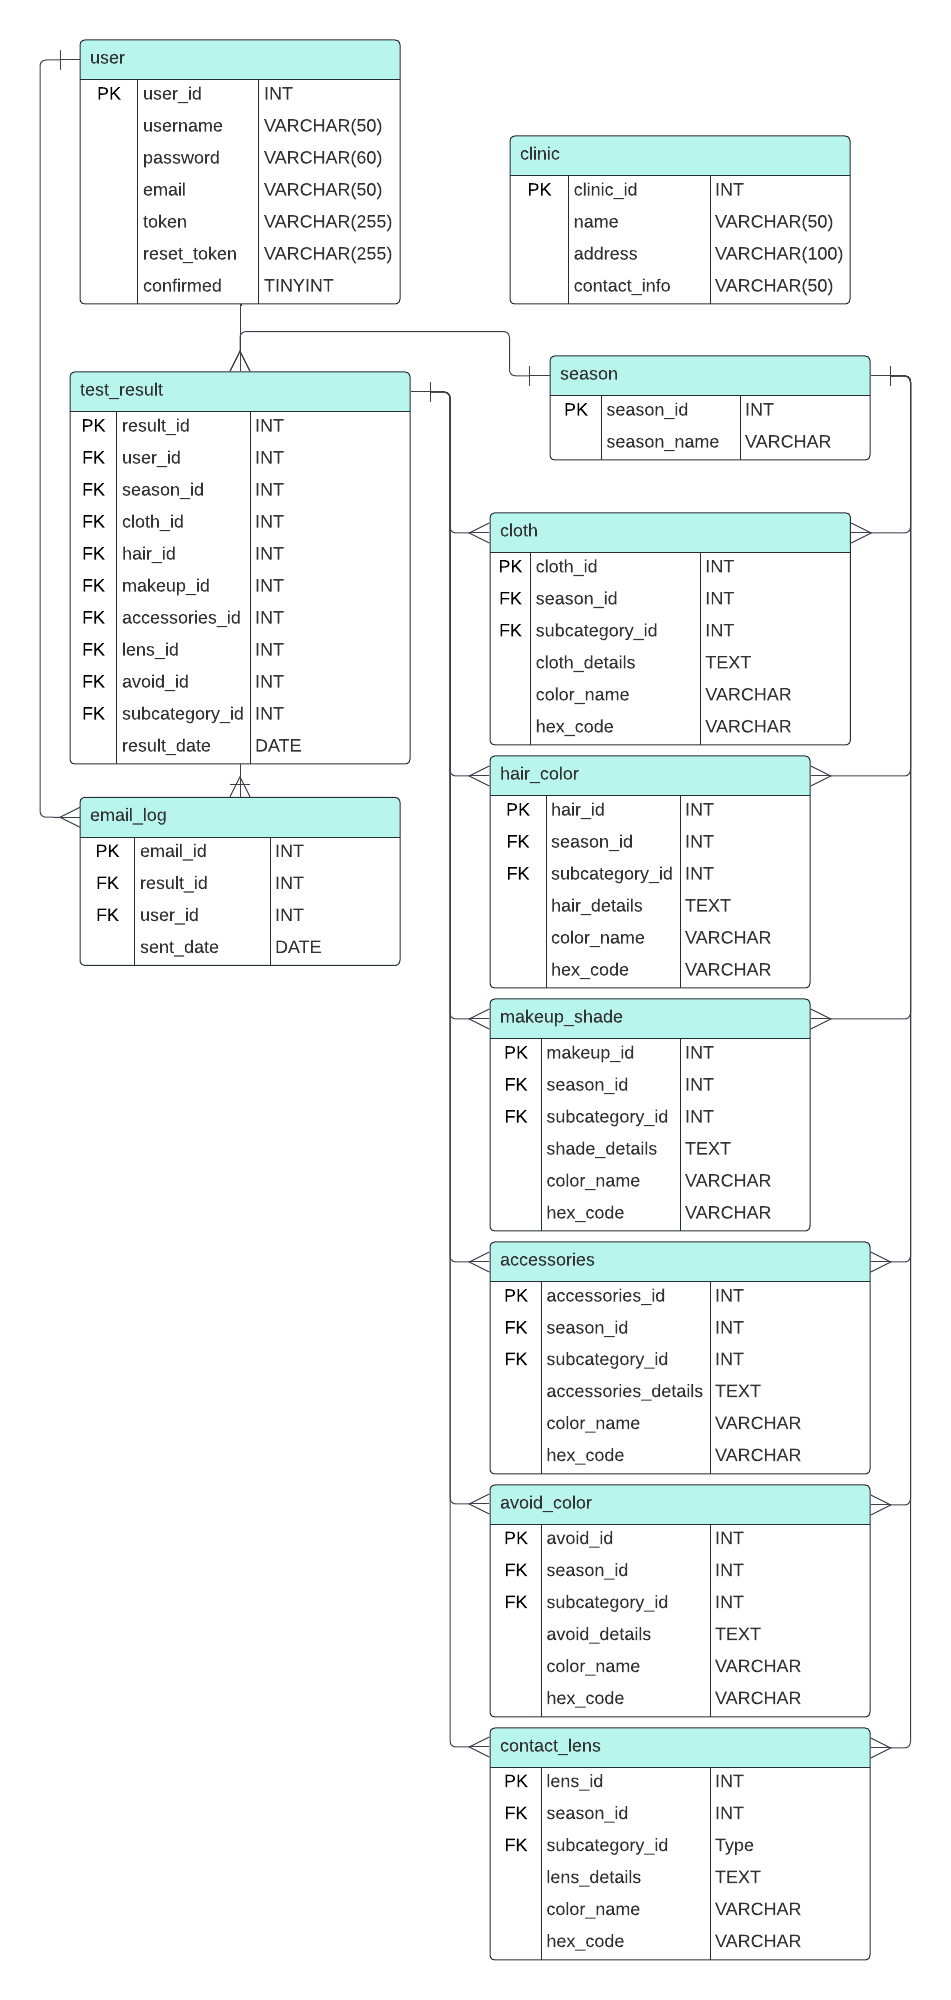 user
PK user_id INT
username VARCHAR(50)
password VARCHAR(60)
email VARCHAR(50)
token VARCHAR(255)
reset_token VARCHAR(255)
confirmed TINYINT
clinic
PK clinic_id INT
name VARCHAR(50)
address VARCHAR(100)
contact_info VARCHAR(50)
season
PK season_id INT
season_name VARCHAR
test_result
PK result_id INT
FK user_id INT
FK season_id INT
FK cloth_id INT
FK hair_id INT
FK makeup_id INT
FK accessories_id INT
FK lens_id INT
FK avoid_id INT
FK subcategory_id INT
result_date DATE
email_log
PK email_id INT
FK result_id INT
FK user_id INT
sent_date DATE
cloth
PK cloth_id INT
FK season_id INT
FK subcategory_id INT
cloth_details TEXT
color_name VARCHAR
hex_code VARCHAR
hair_color
PK hair_id INT
FK season_id INT
FK subcategory_id INT
hair_details TEXT
color_name VARCHAR
hex_code VARCHAR
makeup_shade
PK makeup_id INT
FK season_id INT
FK subcategory_id INT
shade_details TEXT
color_name VARCHAR
hex_code VARCHAR
accessories
PK accessories_id INT
FK season_id INT
FK subcategory_id INT
accessories_details TEXT
color_name VARCHAR
hex_code VARCHAR
avoid_color
PK avoid_id INT
FK season_id INT
FK subcategory_id INT
avoid_details TEXT
color_name VARCHAR
hex_code VARCHAR
contact_lens
PK lens_id INT
FK season_id INT
FK subcategory_id Type
lens_details TEXT
color_name VARCHAR
hex_code VARCHAR